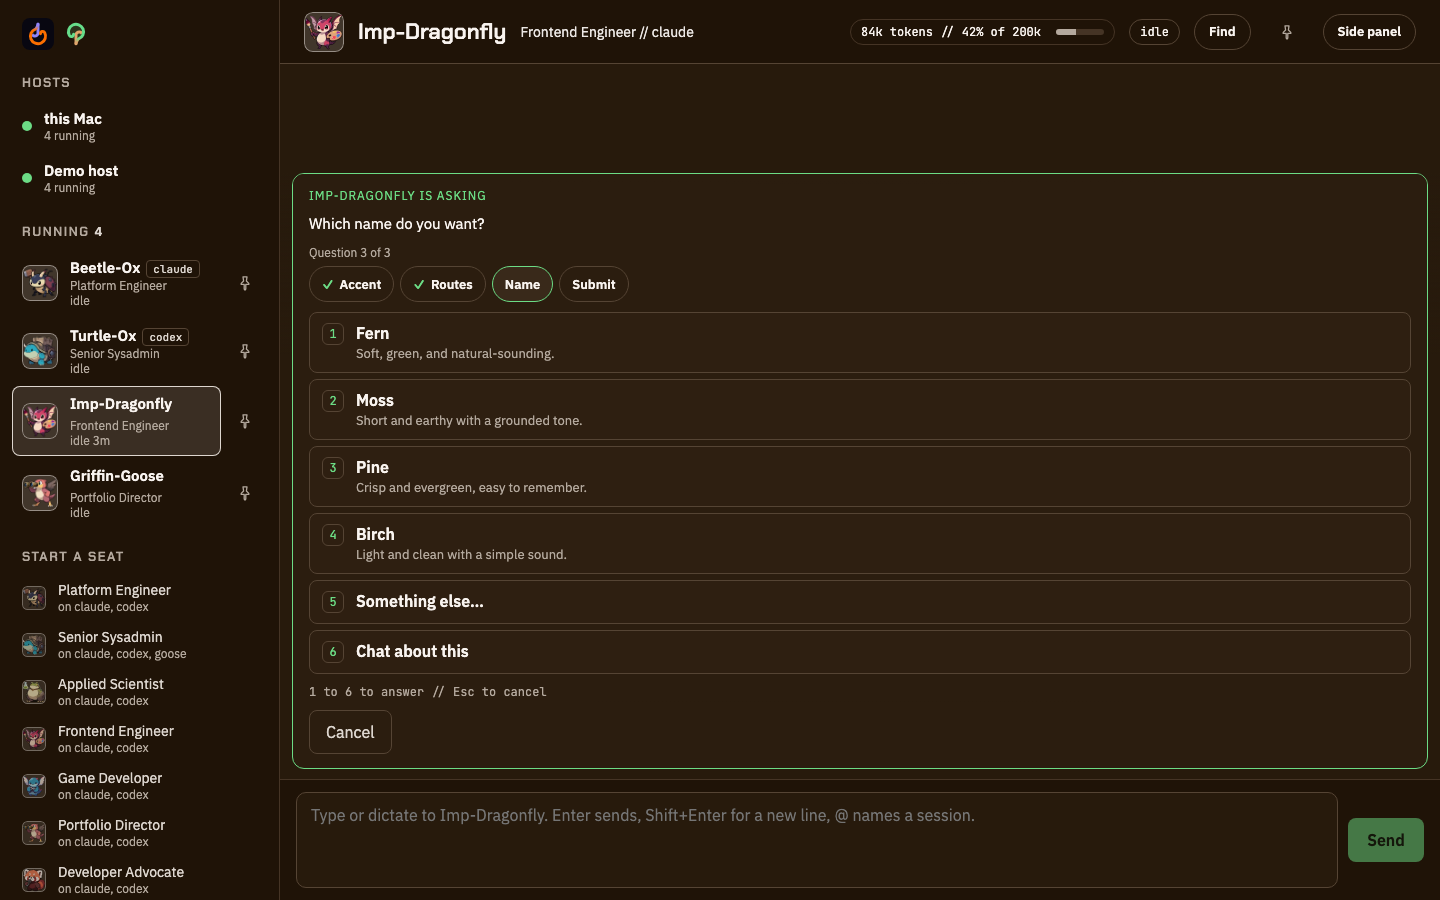 HOSTS
this Mac
4 running
Demo host
4 running
RUNNING 4
Beetle-Ox claude
Platform Engineer
idle
Turtle-Ox codex
Senior Sysadmin
idle
Imp-Dragonfly
Frontend Engineer
idle 3m
Griffin-Goose
Portfolio Director
idle
START A SEAT
Platform Engineer
on claude, codex
Senior Sysadmin
on claude, codex, goose
Applied Scientist
on claude, codex
Frontend Engineer
on claude, codex
Game Developer
on claude, codex
Portfolio Director
on claude, codex
Developer Advocate
on claude, codex
Imp-Dragonfly Frontend Engineer // claude 84k tokens // 42% of 200k idle Find Side panel
IMP-DRAGONFLY IS ASKING
Which name do you want?
Question 3 of 3
✓ Accent ✓ Routes Name Submit
1 Fern
Soft, green, and natural-sounding.
2 Moss
Short and earthy with a grounded tone.
3 Pine
Crisp and evergreen, easy to remember.
4 Birch
Light and clean with a simple sound.
5 Something else...
6 Chat about this
1 to 6 to answer // Esc to cancel
Cancel
Type or dictate to Imp-Dragonfly. Enter sends, Shift+Enter for a new line, @ names a session.
Send